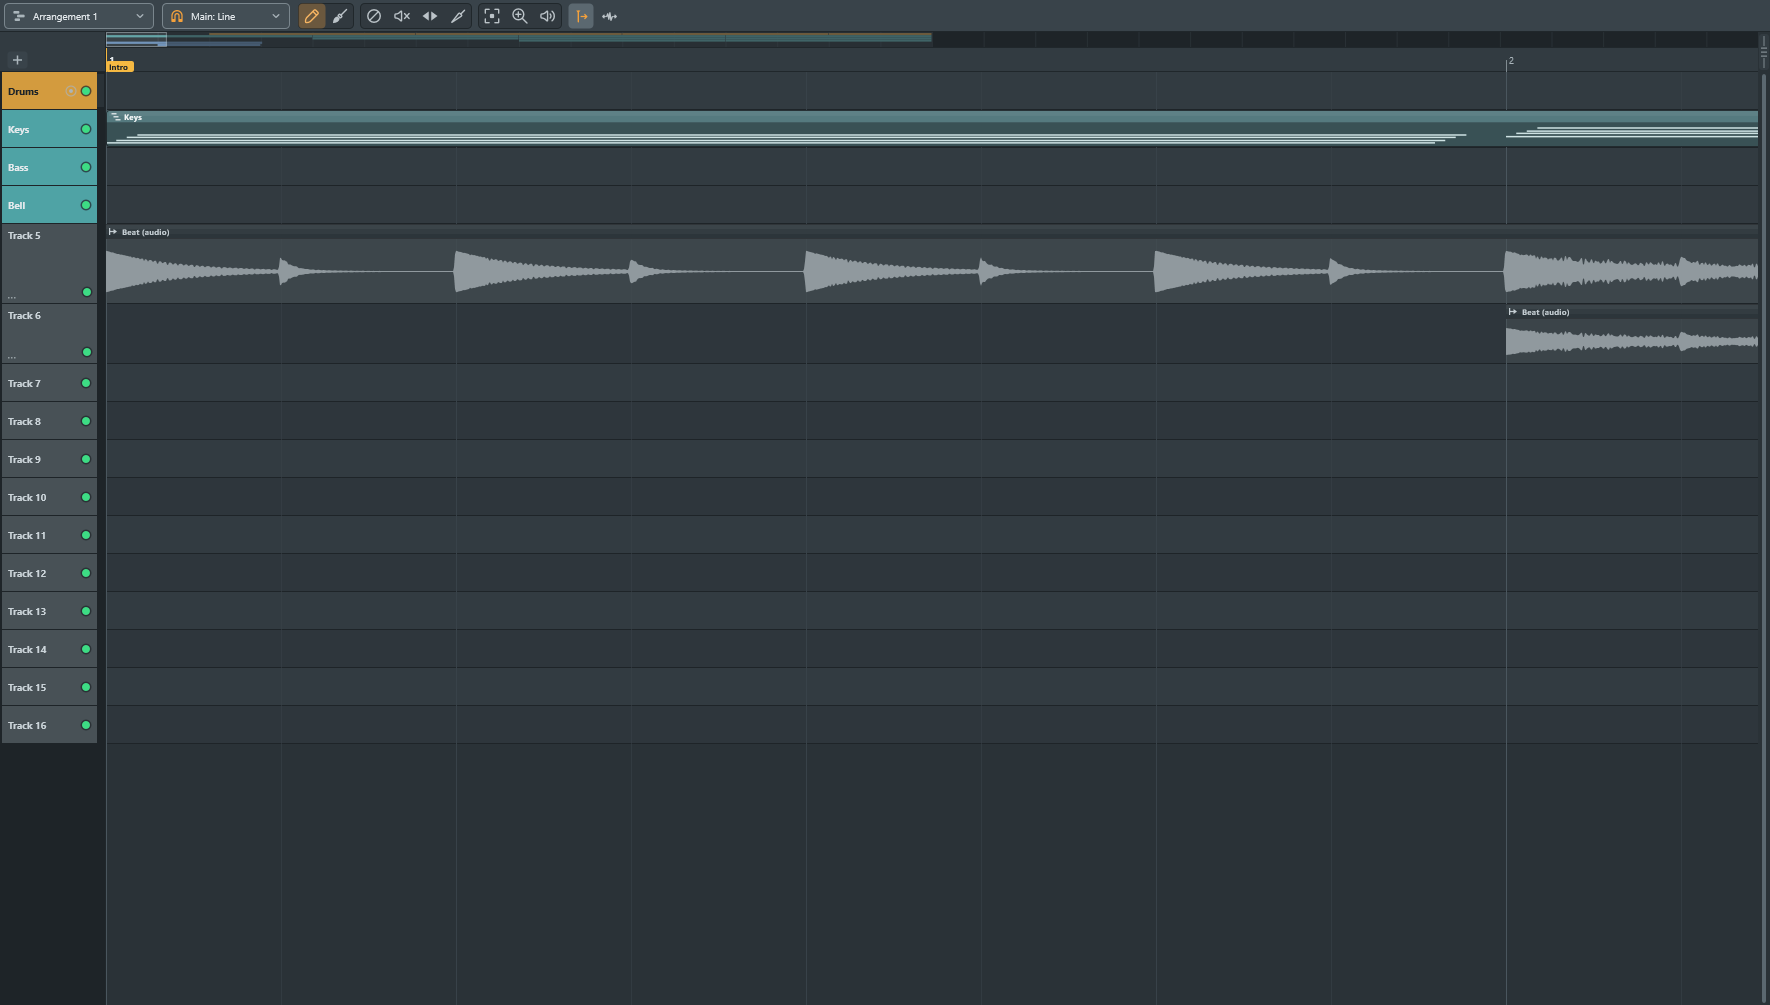 Arrangement 1
Main: Line
1
2
Intro
Drums
Keys
Keys
Bass
Bell
Track 5
Beat (audio)
...
Track 6
Beat (audio)
...
Track 7
Track 8
Track 9
Track 10
Track 11
Track 12
Track 13
Track 14
Track 15
Track 16